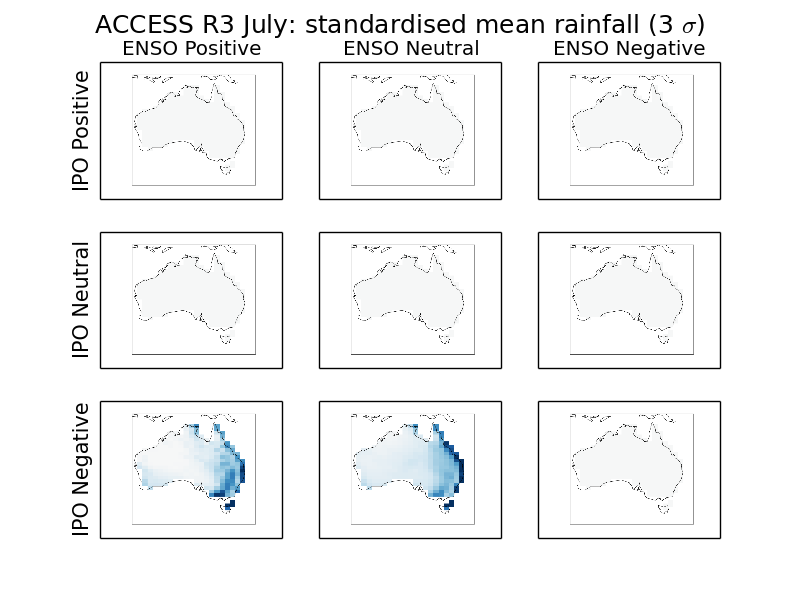 ACCESS R3 July: standardised mean rainfall (3 σ)
ENSO Positive ENSO Neutral ENSO Negative
IPO Positive
IPO Neutral
IPO Negative